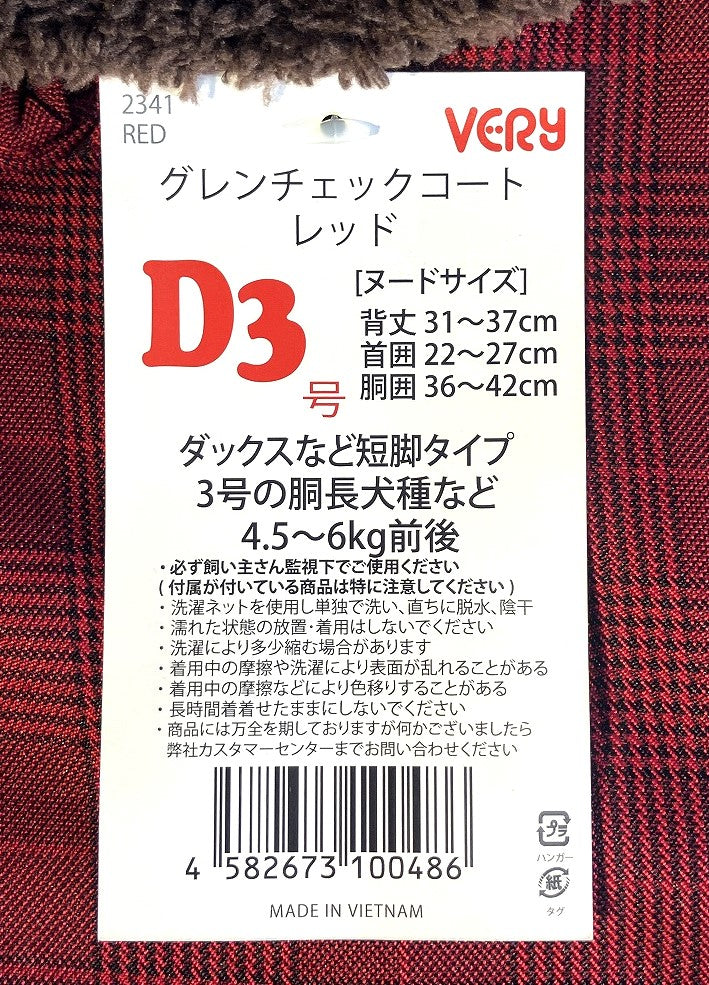 2341
RED
VERY
グレンチェックコート
レッド
D3号
[ヌードサイズ]
背丈 31〜37cm
首囲 22〜27cm
胴囲 36〜42cm
ダックスなど短脚タイプ
3号の胴長犬種など
4.5〜6kg前後
・必ず飼い主さん監視下でご使用ください
( 付属が付いている商品は特に注意してください )
・洗濯ネットを使用し単独で洗い、直ちに脱水、陰干
・濡れた状態の放置・着用はしないでください
・洗濯により多少縮む場合があります
・着用中の摩擦や洗濯により表面が乱れることがある
・着用中の摩擦などにより色移りすることがある
・長時間着着せたままにしないでください
・商品には万全を期しておりますが何かございましたら
弊社カスタマーセンターまでお問い合わせください
4 582673 100486
プラ
ハンガー
紙
タグ
MADE IN VIETNAM